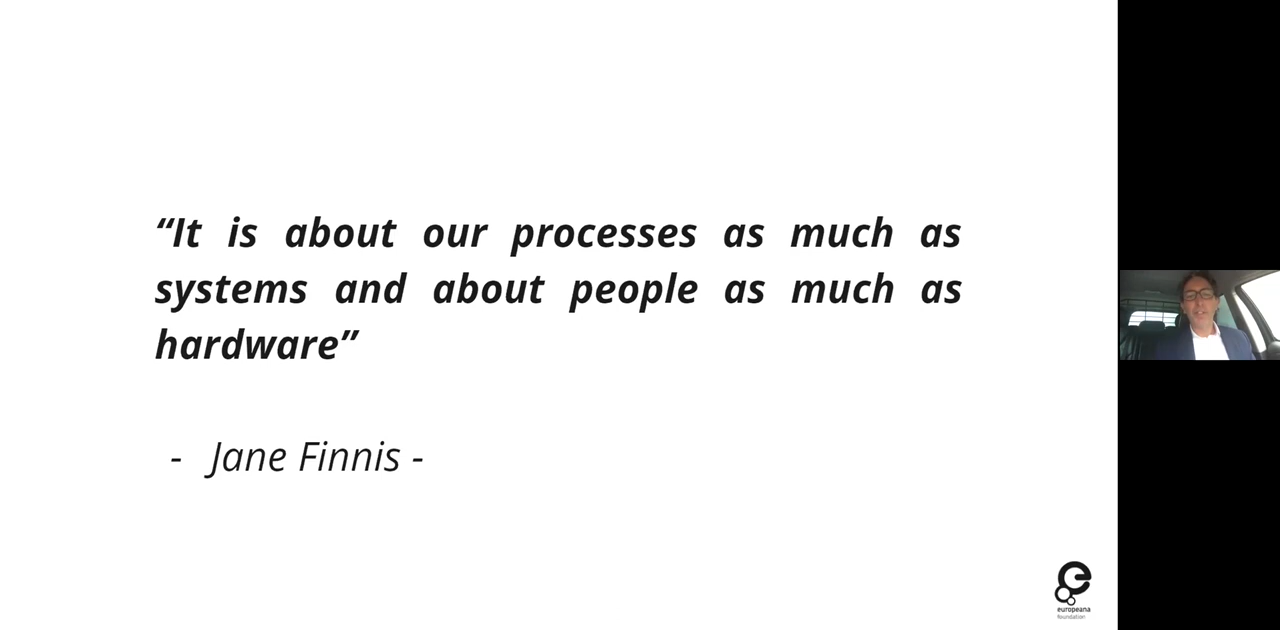 “It is about our processes as much as
systems and about people as much as
hardware”
- Jane Finnis -
europeana
foundation